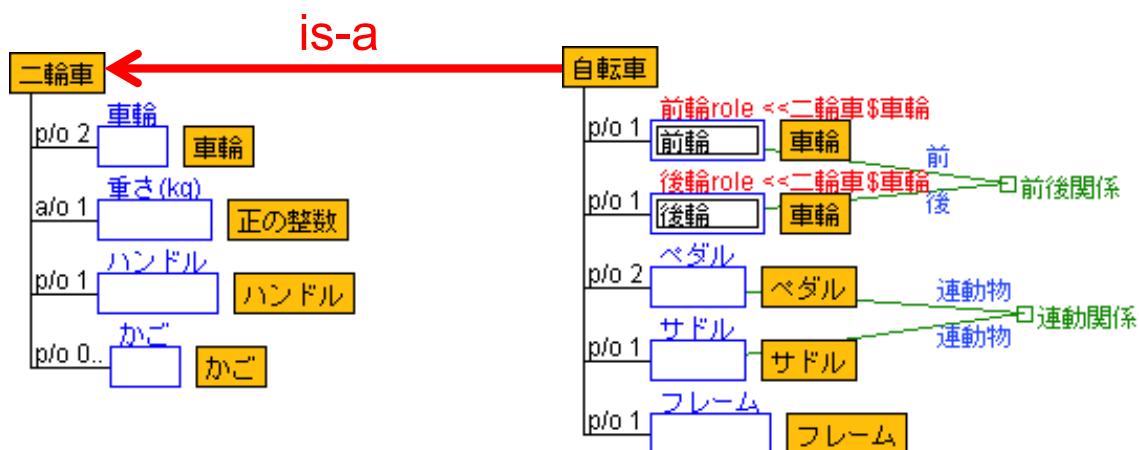 is-a
二輪車
p/o 2
車輪
車輪
a/o 1
重さ(kg)
正の整数
p/o 1
ハンドル
ハンドル
p/o 0..
かご
かご
自転車
p/o 1
前輪role <<二輪車$車輪
前輪
車輪
前
p/o 1
後輪role <<二輪車$車輪
後輪
車輪
後
前後関係
p/o 2
ペダル
ペダル
連動物
p/o 1
サドル
サドル
連動物
連動関係
p/o 1
フレーム
フレーム